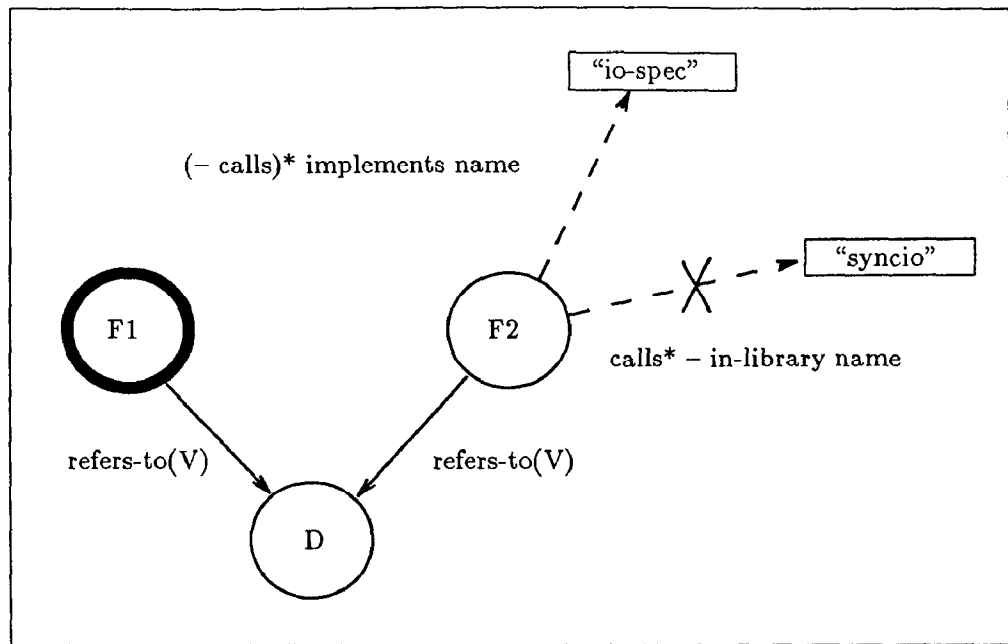 “io-spec”
(– calls)* implements name
“syncio”
F1
F2
calls* – in-library name
refers-to(V)
refers-to(V)
D